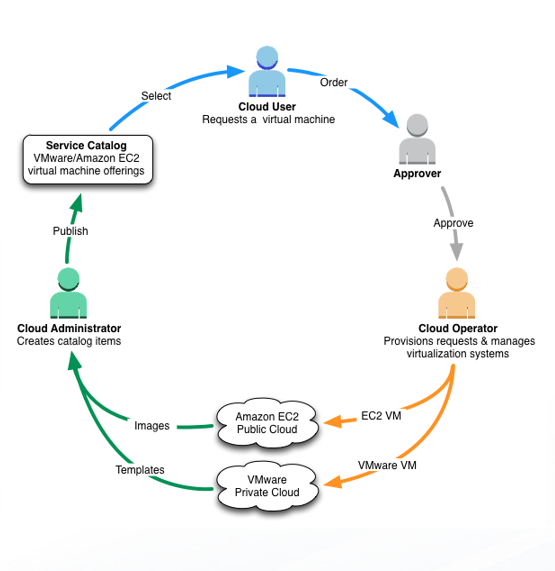 Select
Order
Cloud User
Requests a virtual machine
Service Catalog
VMware/Amazon EC2
virtual machine offerings
Approver
Publish
Approve
Cloud Administrator
Creates catalog items
Cloud Operator
Provisions requests & manages
virtualization systems
Amazon EC2
Public Cloud
EC2 VM
Images
VMware VM
Templates
VMware
Private Cloud